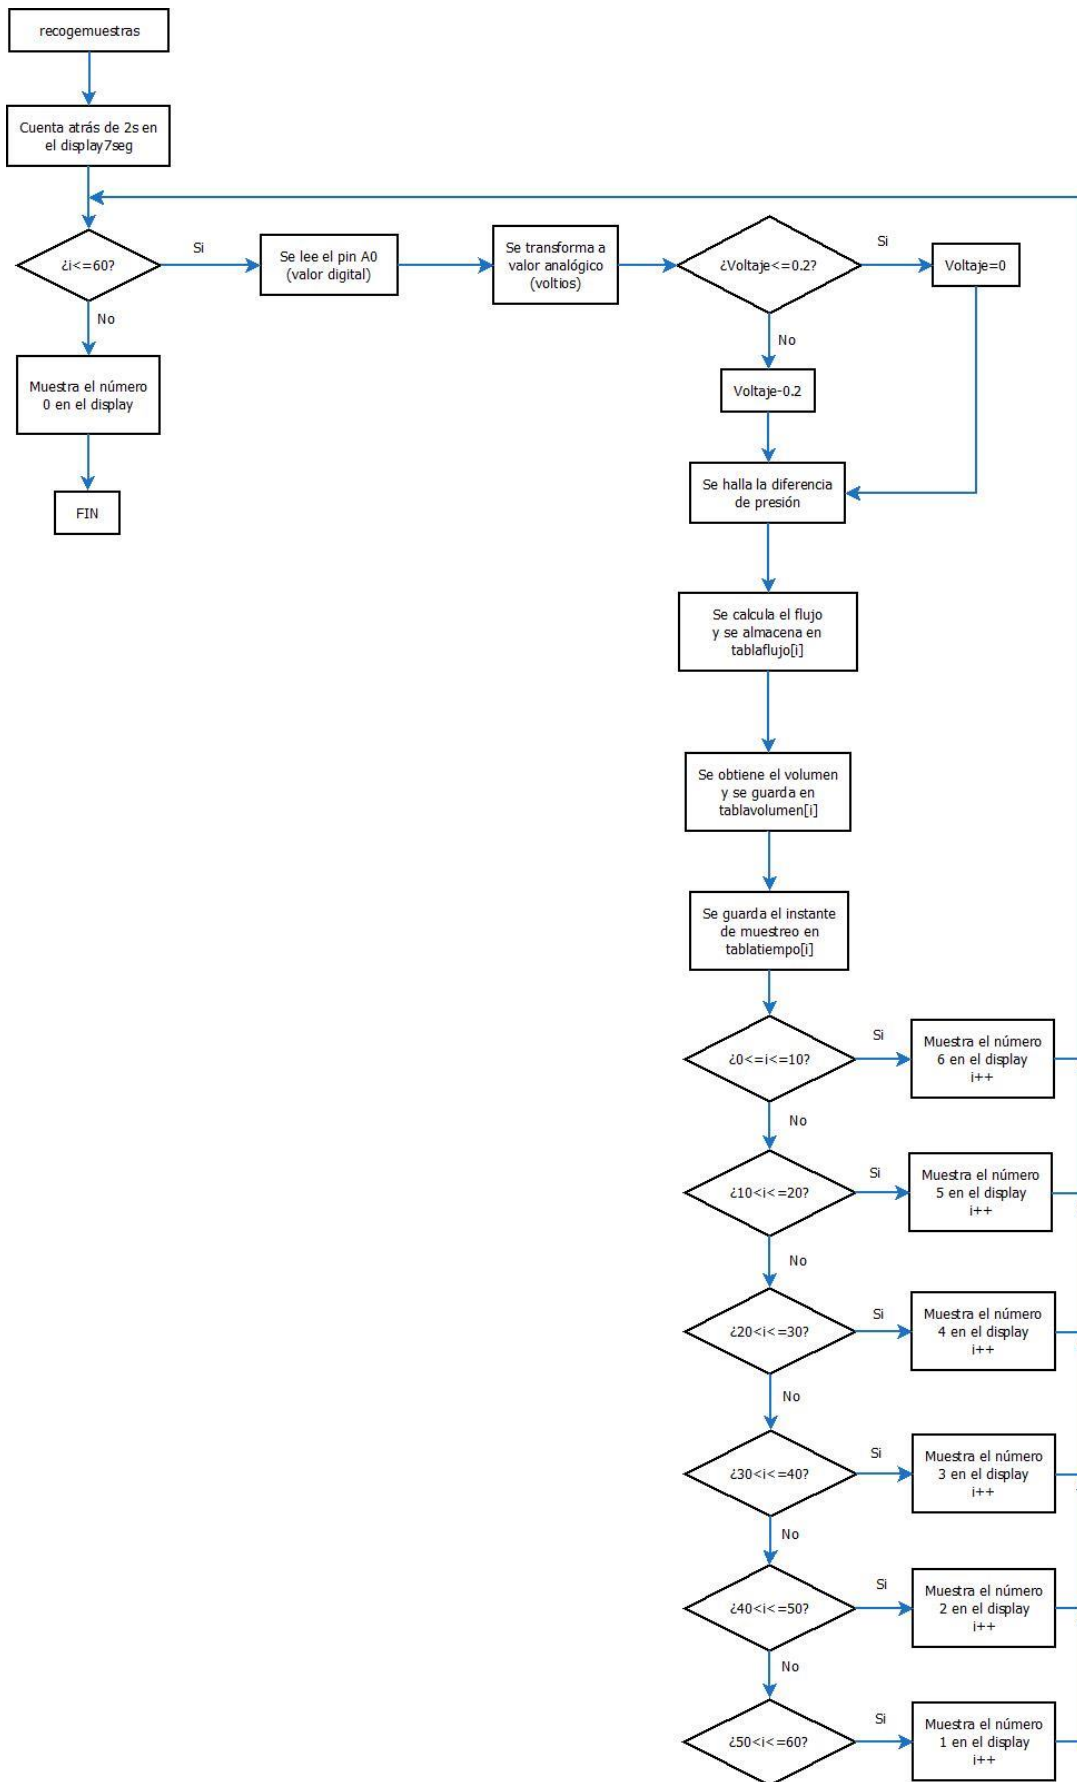 recogemuestras
Cuenta atrás de 2s en
el display7seg
¿i<=60?
Si
Se lee el pin A0
(valor digital)
Se transforma a
valor analógico
(voltios)
¿Voltaje<=0.2?
Si
Voltaje=0
No
Muestra el número
0 en el display
FIN
No
Voltaje-0.2
Se halla la diferencia
de presión
Se calcula el flujo
y se almacena en
tablaflujo[i]
Se obtiene el volumen
y se guarda en
tablavolumen[i]
Se guarda el instante
de muestreo en
tablatiempo[i]
¿0<=i<=10?
Si
Muestra el número
6 en el display
i++
No
¿10<i<=20?
Si
Muestra el número
5 en el display
i++
No
¿20<i<=30?
Si
Muestra el número
4 en el display
i++
No
¿30<i<=40?
Si
Muestra el número
3 en el display
i++
No
¿40<i<=50?
Si
Muestra el número
2 en el display
i++
No
¿50<i<=60?
Si
Muestra el número
1 en el display
i++